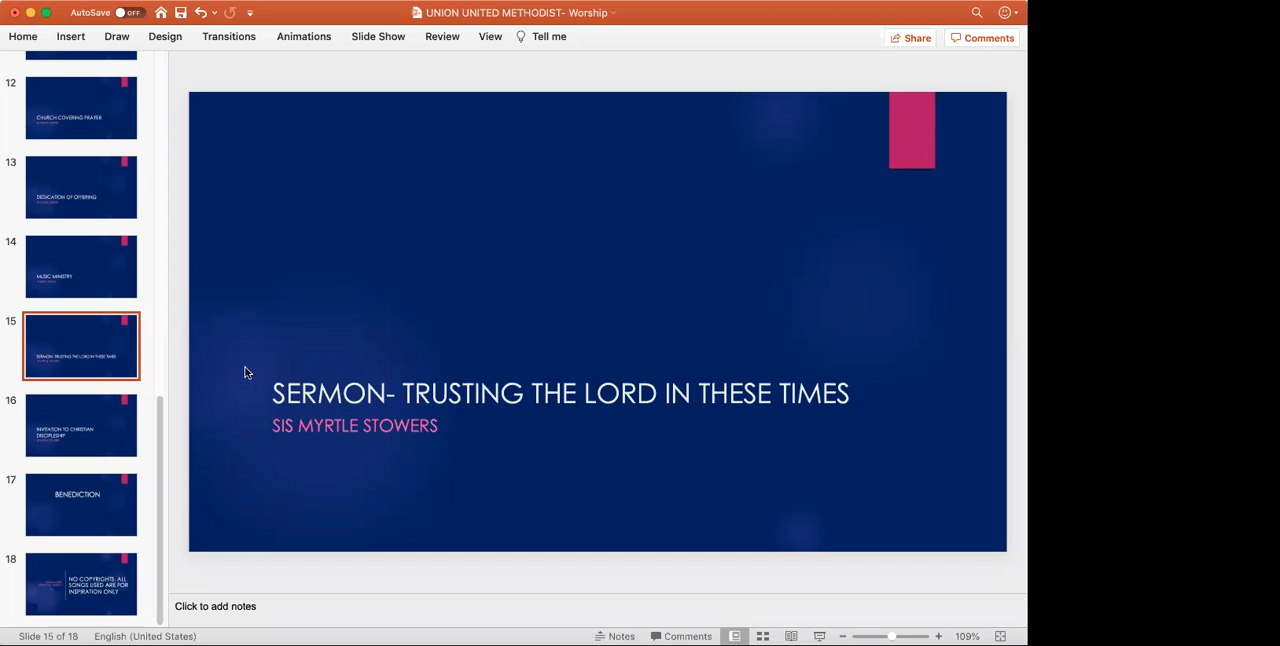 AutoSave OFF
UNION UNITED METHODIST- Worship
Home Insert Draw Design Transitions Animations Slide Show Review View Tell me
Share Comments
12
CHURCH COVERING PRAYER
13
DEDICATION OF OFFERING
14
MUSIC MINISTRY
15
SERMON- TRUSTING THE LORD IN THESE TIMES
16
INVITATION TO CHRISTIAN
DISCIPLESHIP
17
BENEDICTION
18
NO COPYRIGHTS. ALL
SONGS USED ARE FOR
INSPIRATION ONLY
SERMON- TRUSTING THE LORD IN THESE TIMES
SIS MYRTLE STOWERS
Click to add notes
Slide 15 of 18 English (United States) Notes Comments 109%